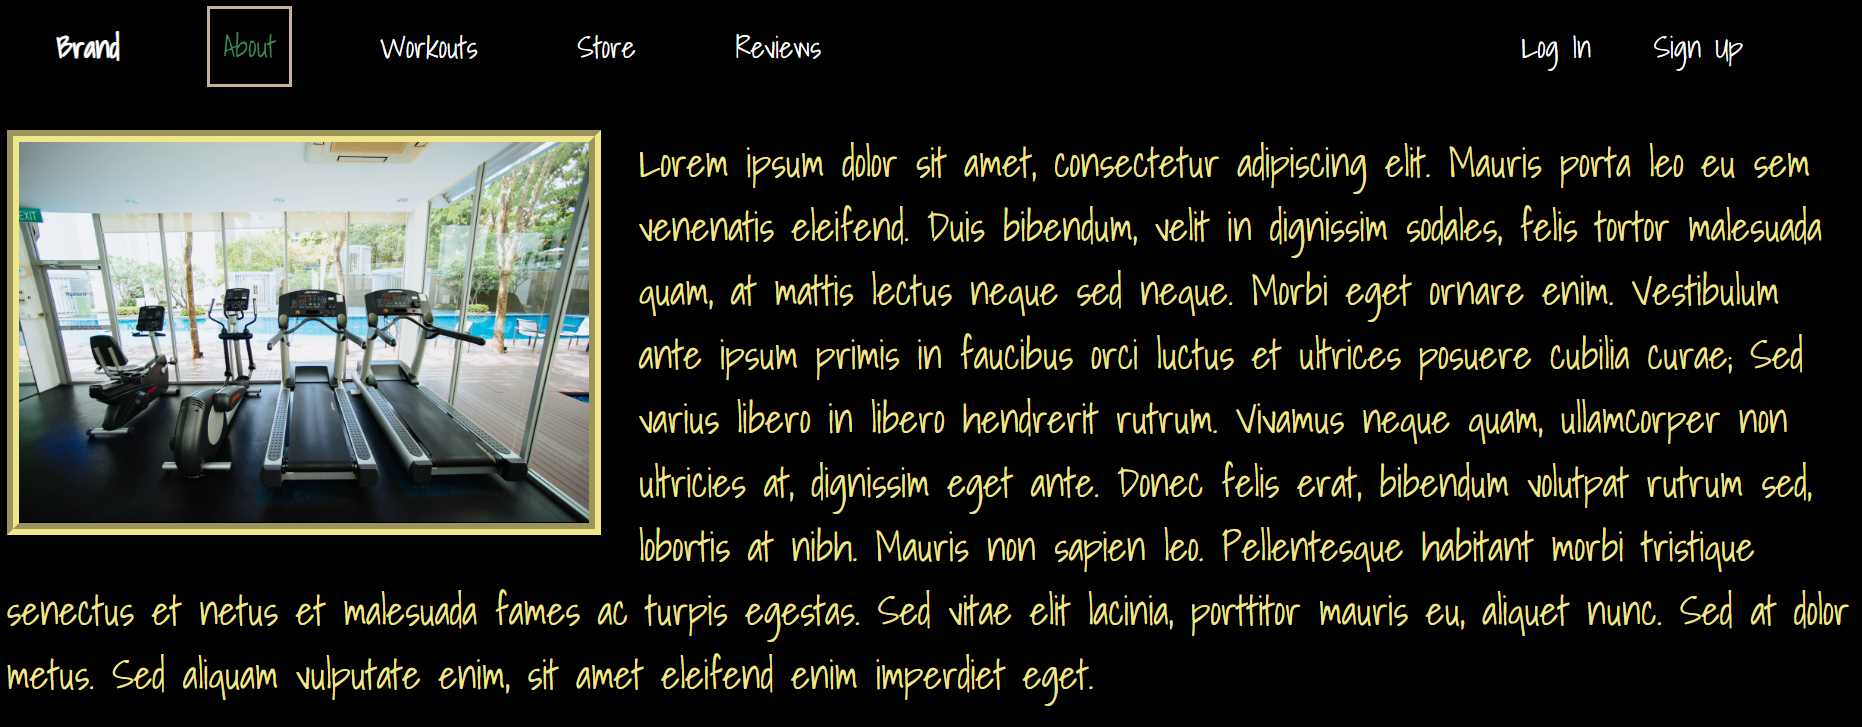 Brand About Workouts Store Reviews Log In Sign Up
EXIT
Lorem ipsum dolor sit amet, consectetur adipiscing elit. Mauris porta leo eu sem
venenatis eleifend. Duis bibendum, velit in dignissim sodales, felis tortor malesuada
quam, at mattis lectus neque sed neque. Morbi eget ornare enim. Vestibulum
ante ipsum primis in faucibus orci luctus et ultrices posuere cubilia curae; Sed
varius libero in libero hendrerit rutrum. Vivamus neque quam, ullamcorper non
ultricies at, dignissim eget ante. Donec felis erat, bibendum volutpat rutrum sed,
lobortis at nibh. Mauris non sapien leo. Pellentesque habitant morbi tristique
senectus et netus et malesuada fames ac turpis egestas. Sed vitae elit lacinia, porttitor mauris eu, aliquet nunc. Sed at dolor
metus. Sed aliquam vulputate enim, sit amet eleifend enim imperdiet eget.